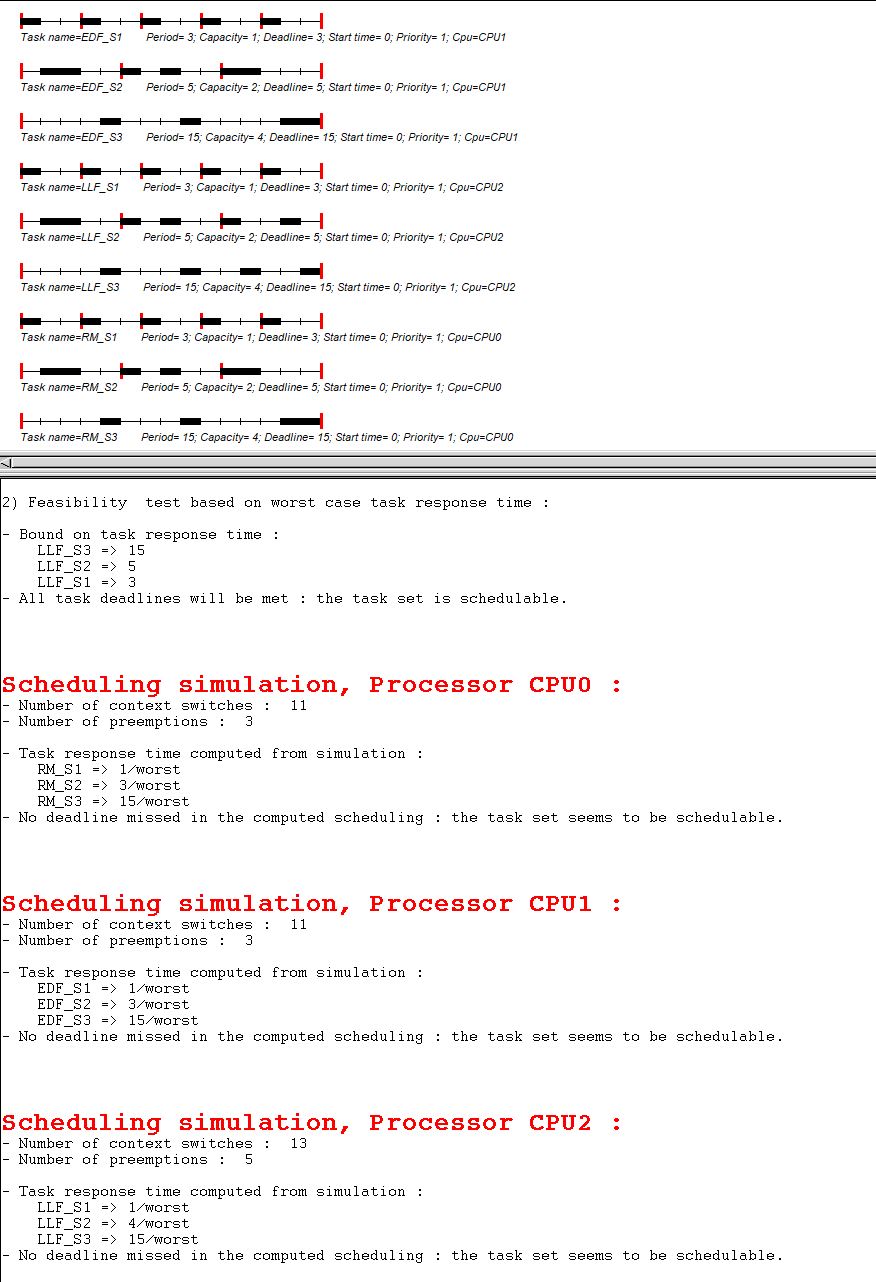 Task name=EDF_S1 Period= 3; Capacity= 1; Deadline= 3; Start time= 0; Priority= 1; Cpu=CPU1
Task name=EDF_S2 Period= 5; Capacity= 2; Deadline= 5; Start time= 0; Priority= 1; Cpu=CPU1
Task name=EDF_S3 Period= 15; Capacity= 4; Deadline= 15; Start time= 0; Priority= 1; Cpu=CPU1
Task name=LLF_S1 Period= 3; Capacity= 1; Deadline= 3; Start time= 0; Priority= 1; Cpu=CPU2
Task name=LLF_S2 Period= 5; Capacity= 2; Deadline= 5; Start time= 0; Priority= 1; Cpu=CPU2
Task name=LLF_S3 Period= 15; Capacity= 4; Deadline= 15; Start time= 0; Priority= 1; Cpu=CPU2
Task name=RM_S1 Period= 3; Capacity= 1; Deadline= 3; Start time= 0; Priority= 1; Cpu=CPU0
Task name=RM_S2 Period= 5; Capacity= 2; Deadline= 5; Start time= 0; Priority= 1; Cpu=CPU0
Task name=RM_S3 Period= 15; Capacity= 4; Deadline= 15; Start time= 0; Priority= 1; Cpu=CPU0
2) Feasibility test based on worst case task response time :
- Bound on task response time :
LLF_S3 => 15
LLF_S2 => 5
LLF_S1 => 3
- All task deadlines will be met : the task set is schedulable.
Scheduling simulation, Processor CPU0 :
- Number of context switches : 11
- Number of preemptions : 3
- Task response time computed from simulation :
RM_S1 => 1/worst
RM_S2 => 3/worst
RM_S3 => 15/worst
- No deadline missed in the computed scheduling : the task set seems to be schedulable.
Scheduling simulation, Processor CPU1 :
- Number of context switches : 11
- Number of preemptions : 3
- Task response time computed from simulation :
EDF_S1 => 1/worst
EDF_S2 => 3/worst
EDF_S3 => 15/worst
- No deadline missed in the computed scheduling : the task set seems to be schedulable.
Scheduling simulation, Processor CPU2 :
- Number of context switches : 13
- Number of preemptions : 5
- Task response time computed from simulation :
LLF_S1 => 1/worst
LLF_S2 => 4/worst
LLF_S3 => 15/worst
- No deadline missed in the computed scheduling : the task set seems to be schedulable.